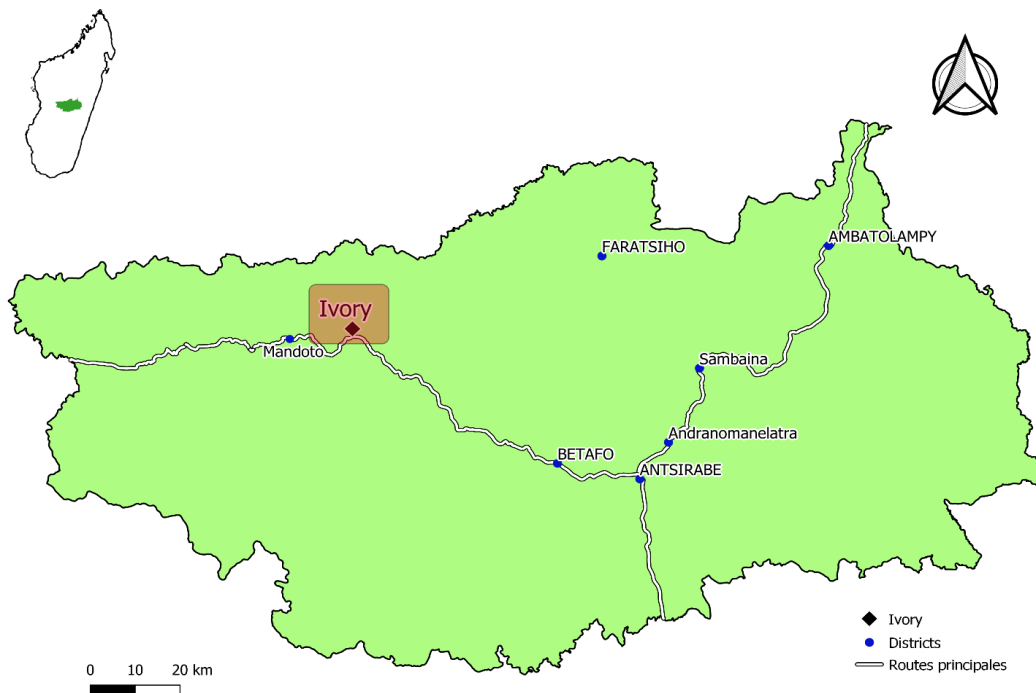 AMBATOLAMPY
FARATSIHO
Ivory
Mandoto
Sambaina
Andranomanelatra
BETAFO
ANTSIRABE
Ivory
Districts
Routes principales
0 10 20 km